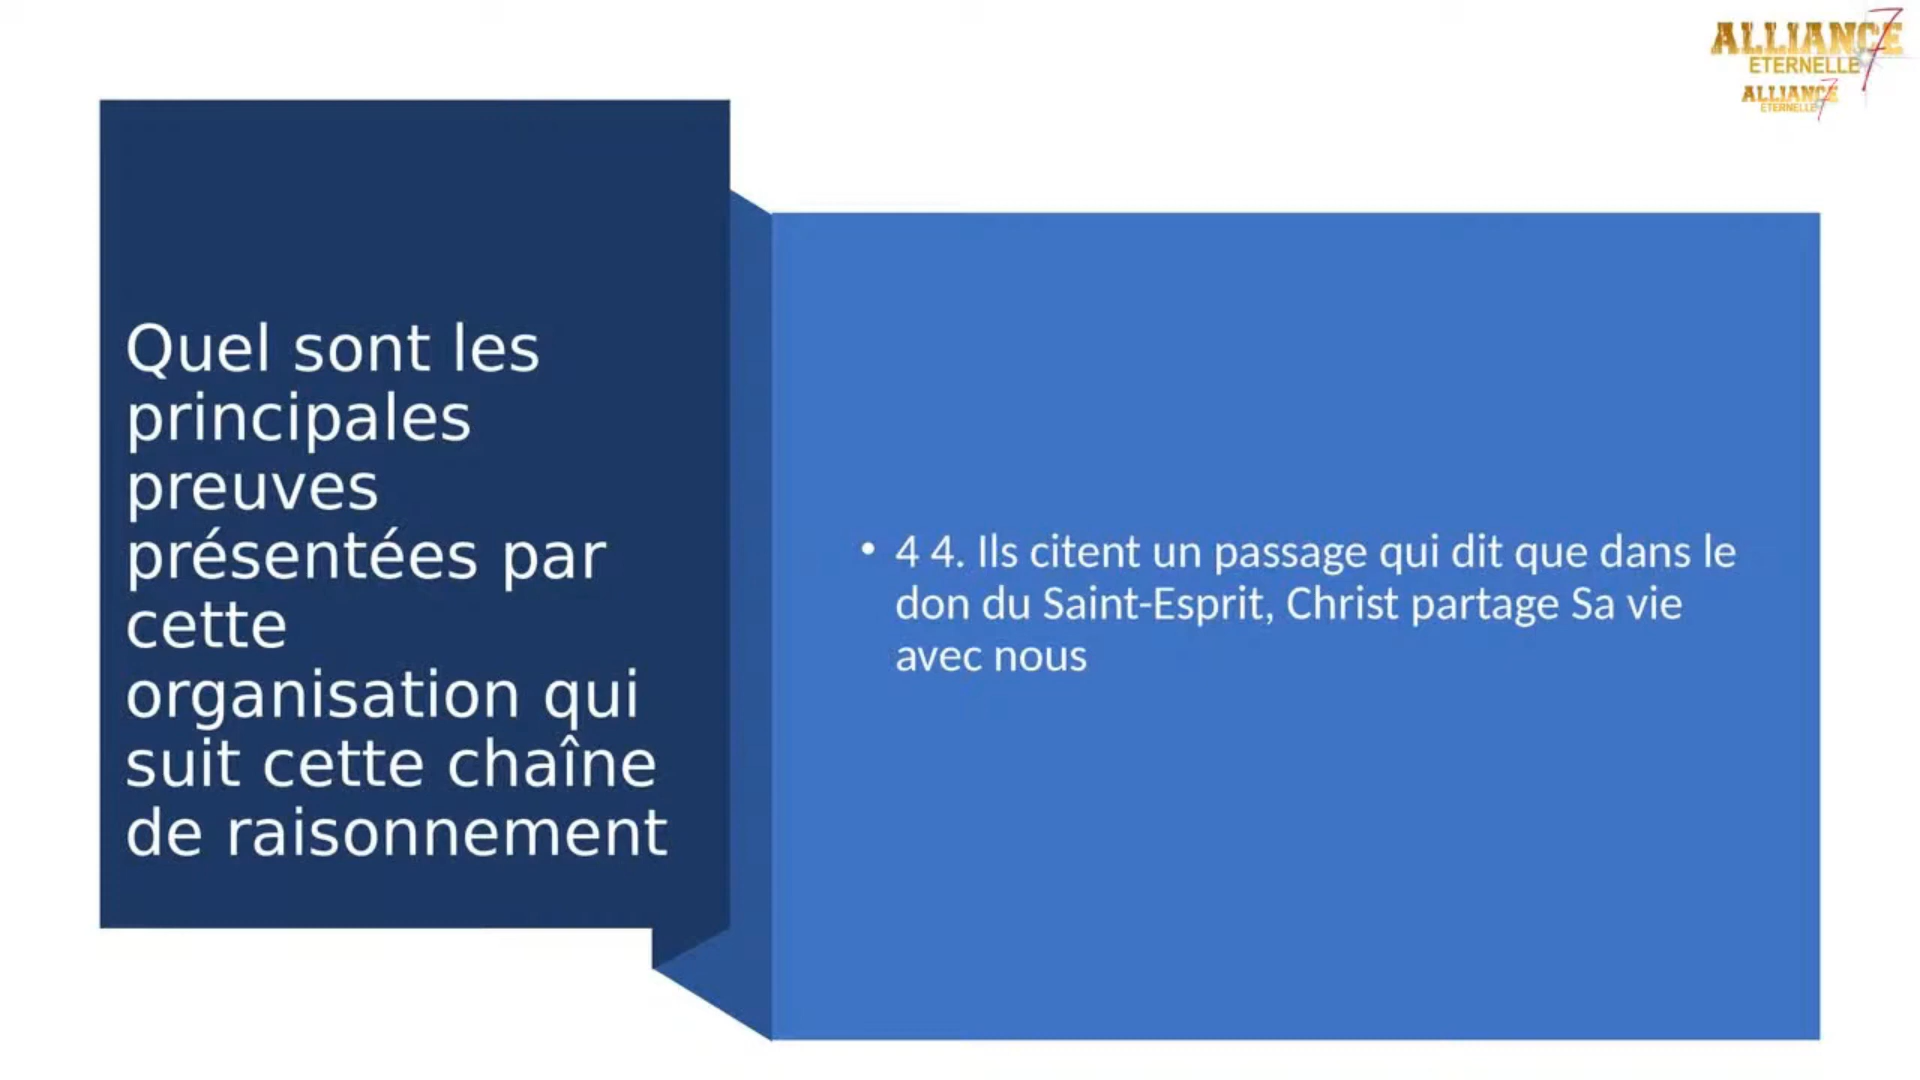 ALLIANCE 7
ETERNELLE
ALLIANCE 7
ETERNELLE
Quel sont les
principales
preuves
présentées par
cette
organisation qui
suit cette chaîne
de raisonnement
• 4 4. Ils citent un passage qui dit que dans le
don du Saint-Esprit, Christ partage Sa vie
avec nous